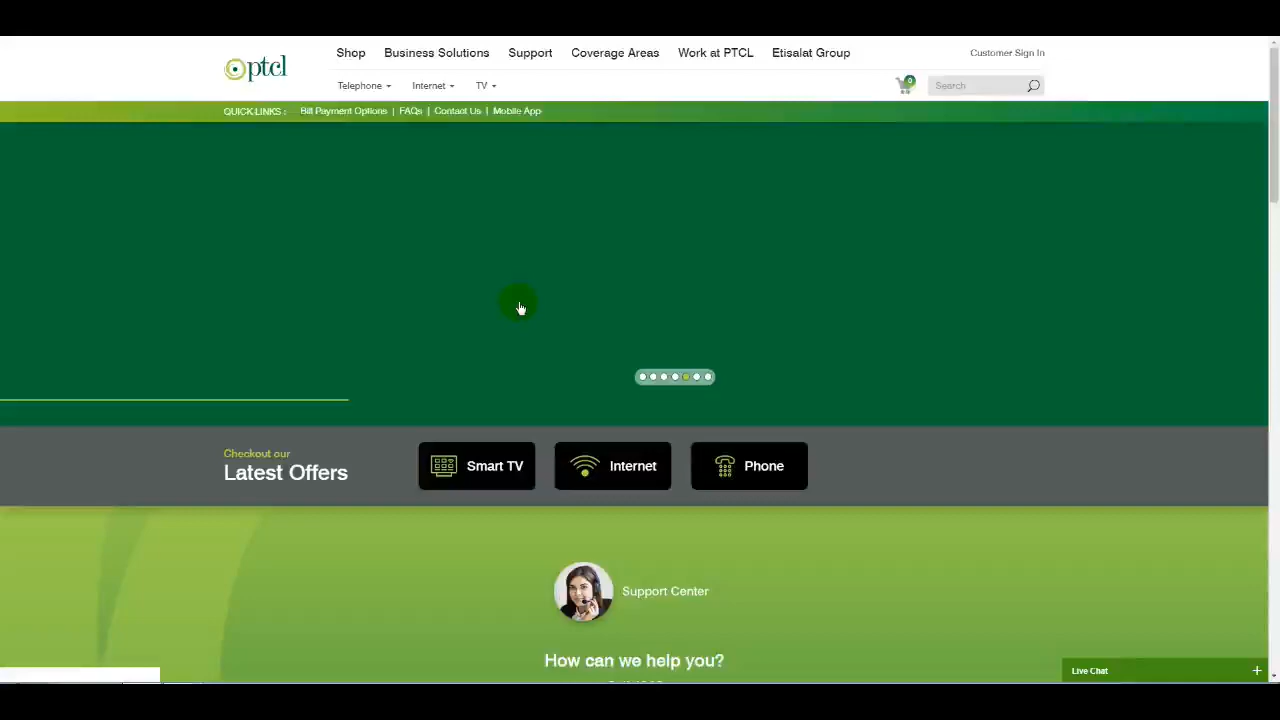 ptcl
Shop Business Solutions Support Coverage Areas Work at PTCL Etisalat Group Customer Sign In
Telephone Internet TV 0 Search
QUICK LINKS : Bill Payment Options | FAQs | Contact Us | Mobile App
Checkout our
Latest Offers
Smart TV Internet Phone
Support Center
How can we help you?
Live Chat +